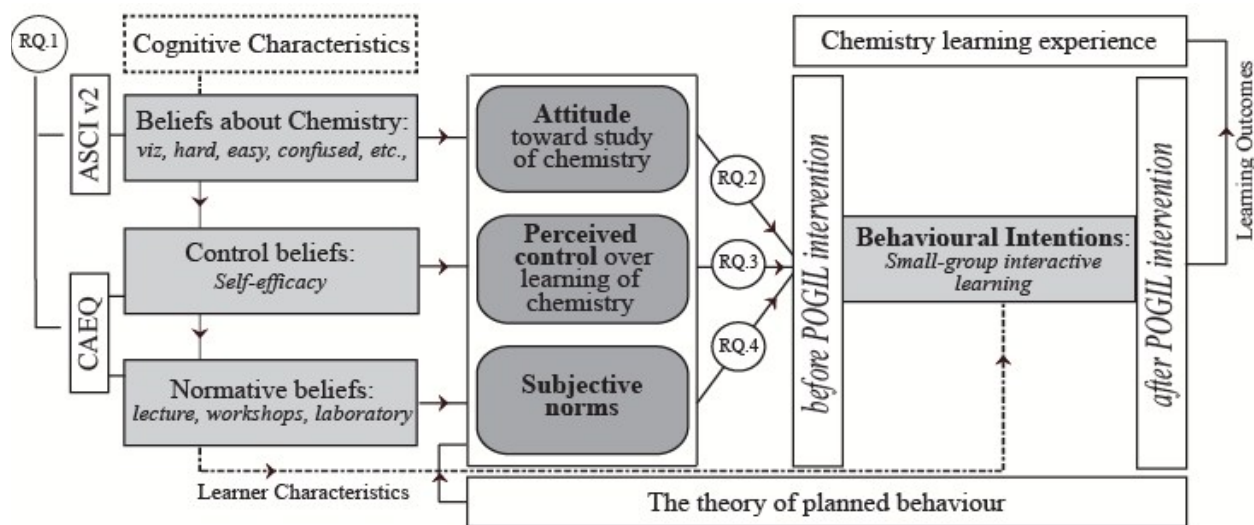 RQ.1
Cognitive Characteristics
ASCI v2
Beliefs about Chemistry:
viz, hard, easy, confused, etc.,
Control beliefs:
Self-efficacy
CAEQ
Normative beliefs:
lecture, workshops, laboratory
Learner Characteristics
Attitude
toward study
of chemistry
Perceived
control over
learning of
chemistry
Subjective
norms
RQ.2
RQ.3
RQ.4
before POGIL intervention
Chemistry learning experience
Behavioural Intentions:
Small-group interactive
learning
after POGIL intervention
Learning Outcomes
The theory of planned behaviour